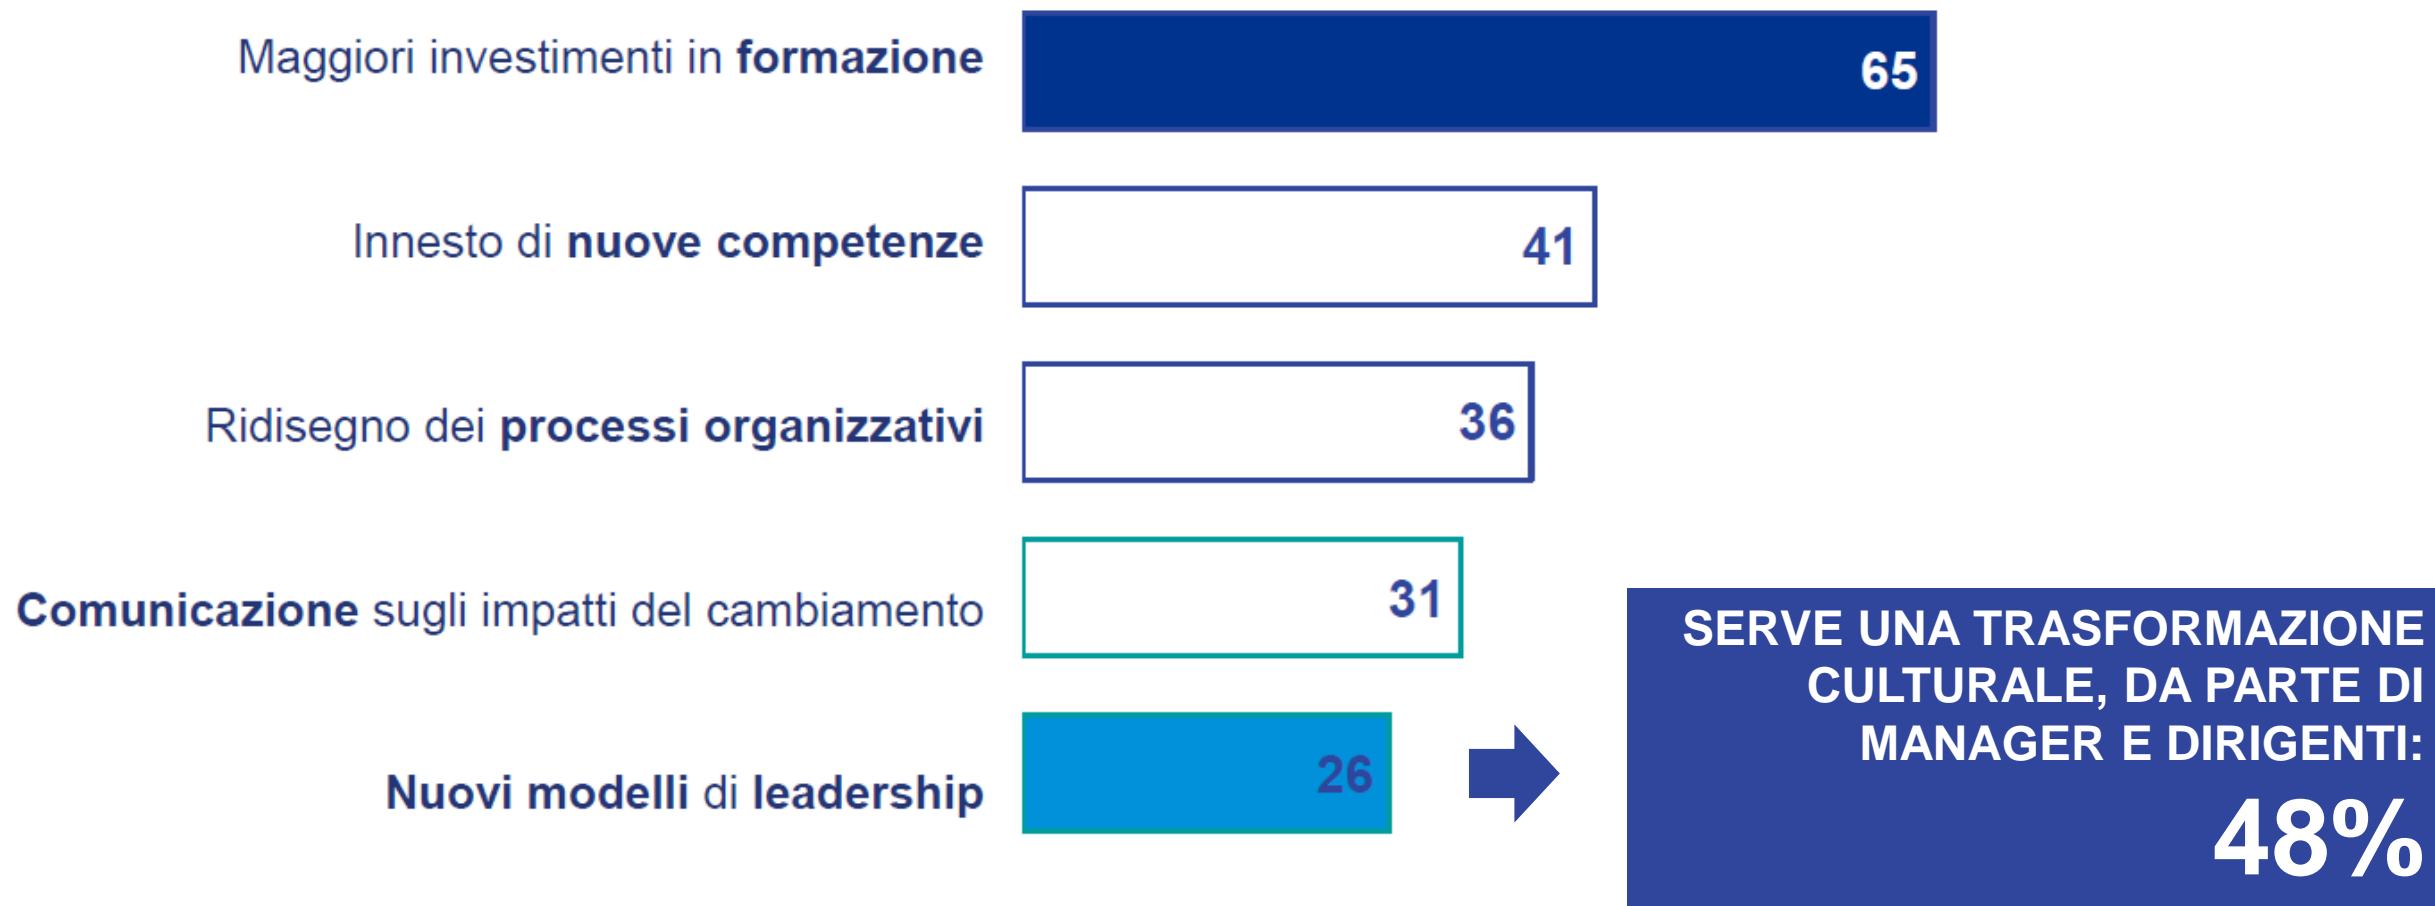 Maggiori investimenti in formazione
65
Innesto di nuove competenze
41
Ridisegno dei processi organizzativi
36
Comunicazione sugli impatti del cambiamento
31
Nuovi modelli di leadership
26
SERVE UNA TRASFORMAZIONE
CULTURALE, DA PARTE DI
MANAGER E DIRIGENTI:
48%